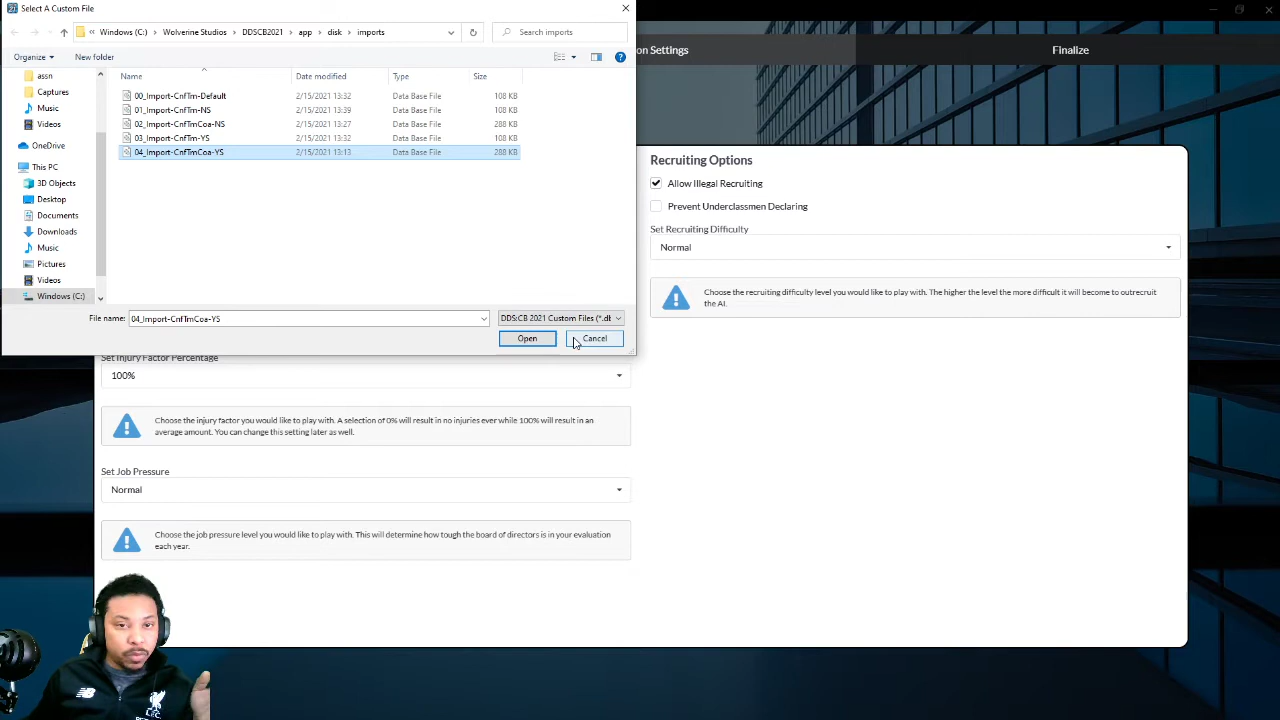 Select A Custom File
« Windows (C:) > Wolverine Studios > DDSCB2021 > app > disk > imports
Search imports
Organize
New folder
Name
Date modified
Type
Size
assn
Captures
Music
Videos
OneDrive
This PC
3D Objects
Desktop
Documents
Downloads
Music
Pictures
Videos
Windows (C:)
00_Import-CnfTm-Default 2/15/2021 13:32 Data Base File 108 KB
01_Import-CnfTm-NS 2/15/2021 13:39 Data Base File 108 KB
02_Import-CnfTmCoa-NS 2/15/2021 13:27 Data Base File 288 KB
03_Import-CnfTm-YS 2/15/2021 13:32 Data Base File 108 KB
04_Import-CnfTmCoa-YS 2/15/2021 13:13 Data Base File 288 KB
File name: 04_Import-CnfTmCoa-YS
DDS:CB 2021 Custom Files (*.db
Open
Cancel
on Settings
Finalize
Recruiting Options
Allow Illegal Recruiting
Prevent Underclassmen Declaring
Set Recruiting Difficulty
Normal
Choose the recruiting difficulty level you would like to play with. The higher the level the more difficult it will become to outrecruit
the AI.
Set Injury Factor Percentage
100%
Choose the injury factor you would like to play with. A selection of 0% will result in no injuries ever while 100% will result in an
average amount. You can change this setting later as well.
Set Job Pressure
Normal
Choose the job pressure level you would like to play with. This will determine how tough the board of directors is in your evaluation
each year.
L.F.C.